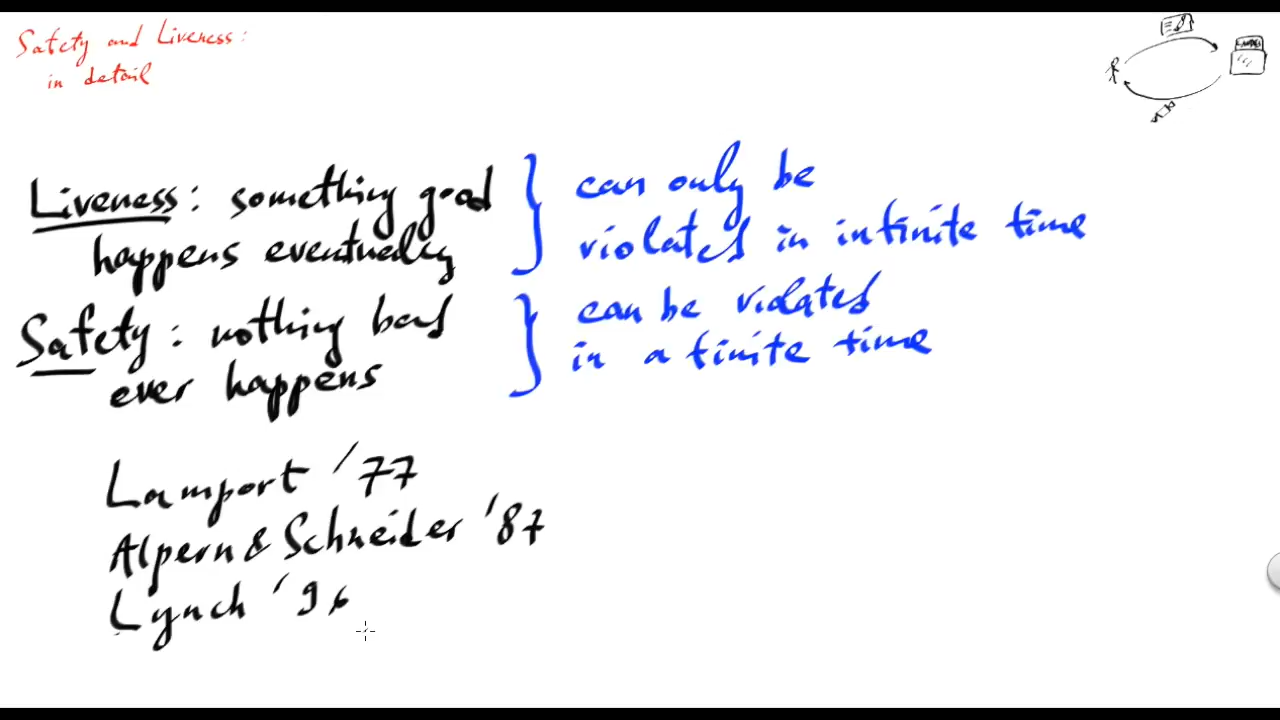 Safety and Liveness:
in detail
Liveness: something good
happens eventually
can only be
violated in infinite time
Safety: nothing bad
ever happens
can be violated
in a finite time
Lamport '77
Alpern & Schneider '87
Lynch '96